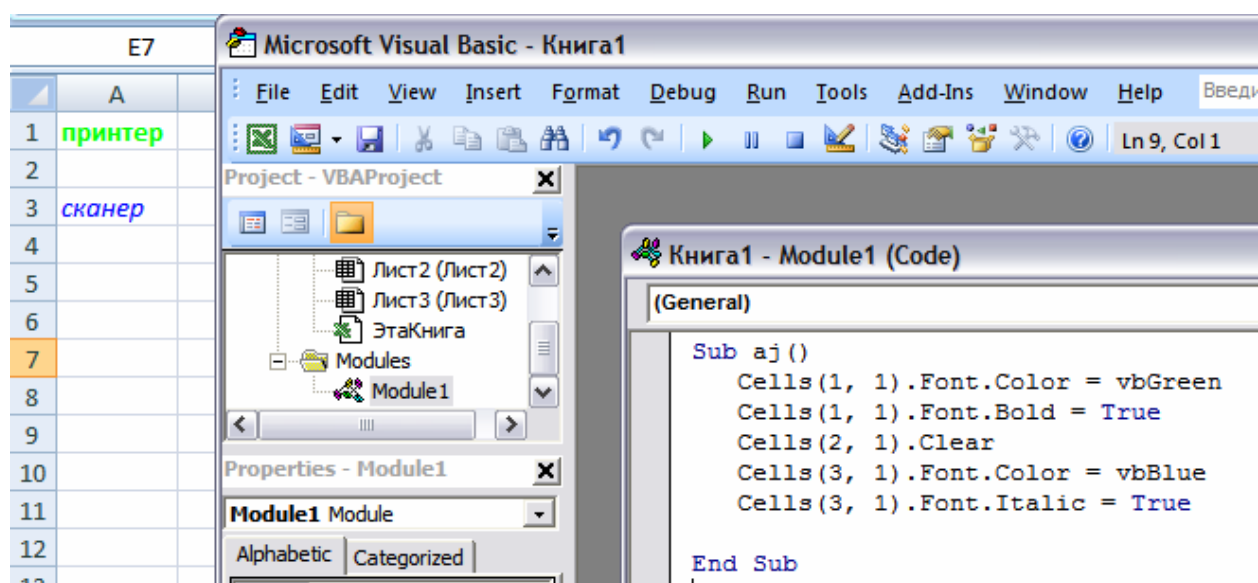 E7
A
1 принтер
2
3 сканер
4
5
6
7
8
9
10
11
12
Microsoft Visual Basic - Книга1
File Edit View Insert Format Debug Run Tools Add-Ins Window Help
Ln 9, Col 1
Project - VBAProject
Лист2 (Лист2)
Лист3 (Лист3)
ЭтаКнига
Modules
Module1
Properties - Module1
Module1 Module
Alphabetic Categorized
Книга1 - Module1 (Code)
(General)
Sub aj()
Cells(1, 1).Font.Color = vbGreen
Cells(1, 1).Font.Bold = True
Cells(2, 1).Clear
Cells(3, 1).Font.Color = vbBlue
Cells(3, 1).Font.Italic = True
End Sub